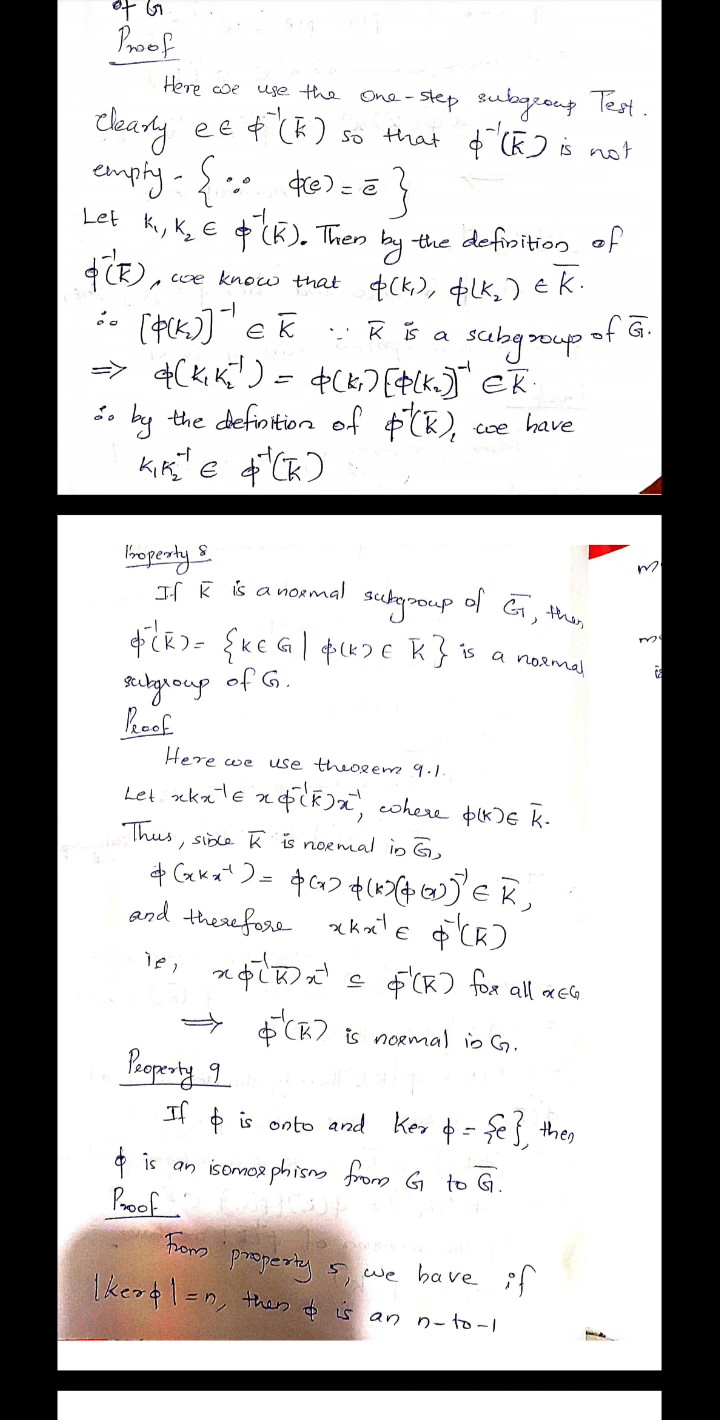 of G
Proof
Here we use the one-step subgroup Test.
Clearly e ∈ φ⁻¹(k̄) so that φ⁻¹(k̄) is not
empty - { ∵ φ(e) = ē }
Let k₁, k₂ ∈ φ⁻¹(k̄). Then by the definition of
φ⁻¹(k̄), we know that φ(k₁), φ(k₂) ∈ k̄.
∴ [φ(k₂)]⁻¹ ∈ k̄ ∵ k̄ is a subgroup of Ḡ.
⇒ φ(k₁k₂⁻¹) = φ(k₁)[φ(k₂)]⁻¹ ∈ k̄.
∴ by the definition of φ⁻¹(k̄), we have
k₁k₂⁻¹ ∈ φ⁻¹(k̄)
Property 8
If k̄ is a normal subgroup of Ḡ, then
φ⁻¹(k̄) = {k ∈ G | φ(k) ∈ k̄} is a normal
subgroup of G.
Proof
Here we use theorem 9.1.
Let xkx⁻¹ ∈ xφ⁻¹(k̄)x⁻¹, where φ(k) ∈ k̄.
Thus, since k̄ is normal in Ḡ,
φ(xkx⁻¹) = φ(x) φ(k)(φ(x))⁻¹ ∈ k̄,
and therefore xkx⁻¹ ∈ φ⁻¹(k̄)
ie, xφ⁻¹(k̄)x⁻¹ ⊆ φ⁻¹(k̄) for all x∈G
⇒ φ⁻¹(k̄) is normal in G.
Property 9
If φ is onto and Ker φ = {e}, then
φ is an isomorphism from G to Ḡ.
Proof
From property 5, we have if
|kerφ| = n, then φ is an n-to-1